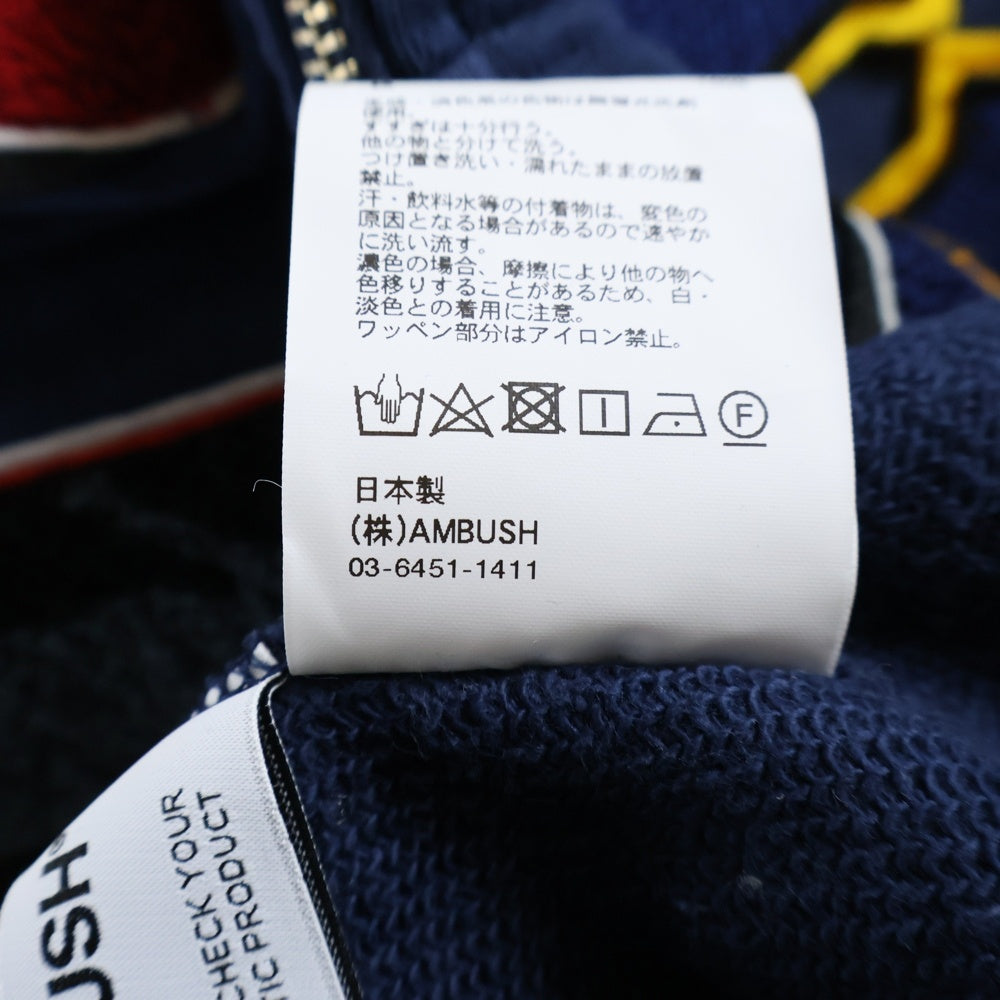 使用。
すすぎは十分行う。
他の物と分けて洗う。
つけ置き洗い・濡れたままの放置
禁止。
汗・飲料水等の付着物は、変色の
原因となる場合があるので速やか
に洗い流す。
濃色の場合、摩擦により他の物へ
色移りすることがあるため、白・
淡色との着用に注意。
ワッペン部分はアイロン禁止。
F
日本製
(株)AMBUSH
03-6451-1411
USH®
CHECK YOUR
TIC PRODUCT